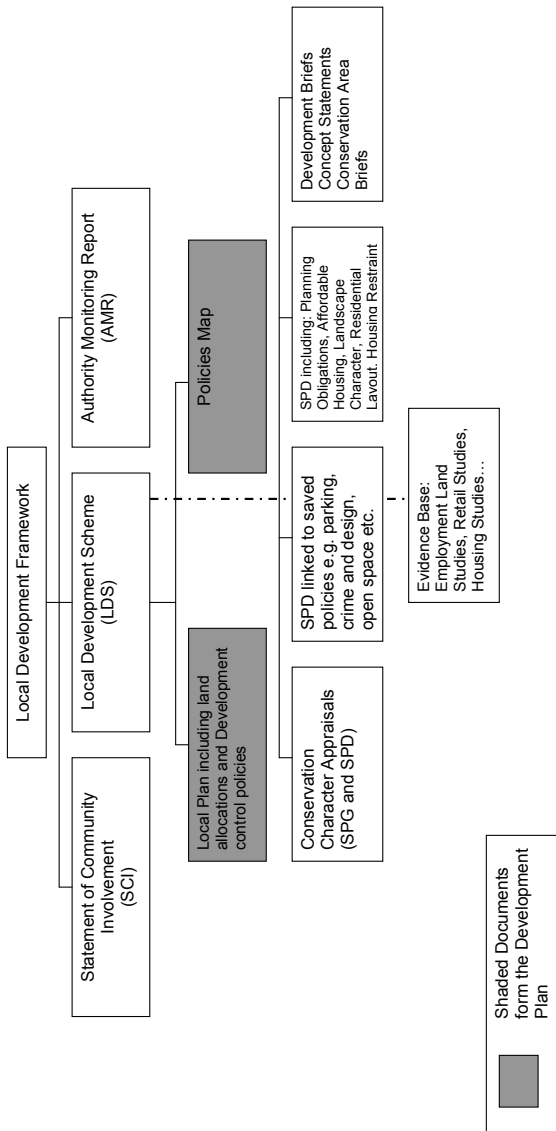 Local Development Framework
Statement of Community
Involvement
(SCI)
Local Development Scheme
(LDS)
Authority Monitoring Report
(AMR)
Local Plan including land
allocations and Development
control policies
Policies Map
Conservation
Character Appraisals
(SPG and SPD)
SPD linked to saved
policies e.g. parking,
crime and design,
open space etc.
SPD including: Planning
Obligations, Affordable
Housing, Landscape
Character, Residential
Layout. Housing Restraint
Development Briefs
Concept Statements
Conservation Area
Briefs
Evidence Base:
Employment Land
Studies, Retail Studies,
Housing Studies…
Shaded Documents
form the Development
Plan